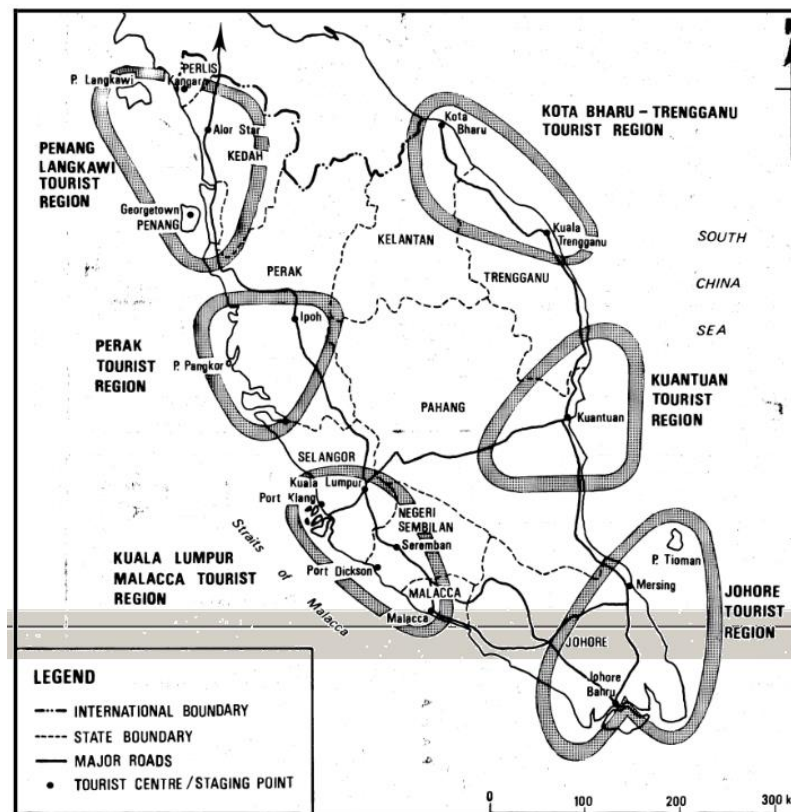 P. Langkawi
PERLIS
Kangar
Alor Star
KEDAH
PENANG
LANGKAWI
TOURIST
REGION
Georgetown
PENANG
Kota
Bharu
KOTA BHARU – TRENGGANU
TOURIST REGION
Kuala
Trengganu
KELANTAN
TRENGGANU
SOUTH
CHINA
SEA
PERAK
Ipoh
PERAK
TOURIST
REGION
P. Pangkor
PAHANG
KUANTUAN
TOURIST
REGION
Kuantuan
SELANGOR
Kuala
Lumpur
Port Klang
NEGERI
SEMBILAN
Seremban
Port Dickson
KUALA LUMPUR
MALACCA TOURIST
REGION
Straits of Malacca
MALACCA
Malacca
P. Tioman
Mersing
JOHORE
TOURIST
REGION
JOHORE
Johore
Bahru
LEGEND
INTERNATIONAL BOUNDARY
STATE BOUNDARY
MAJOR ROADS
TOURIST CENTRE/STAGING POINT
0 100 200 300 k